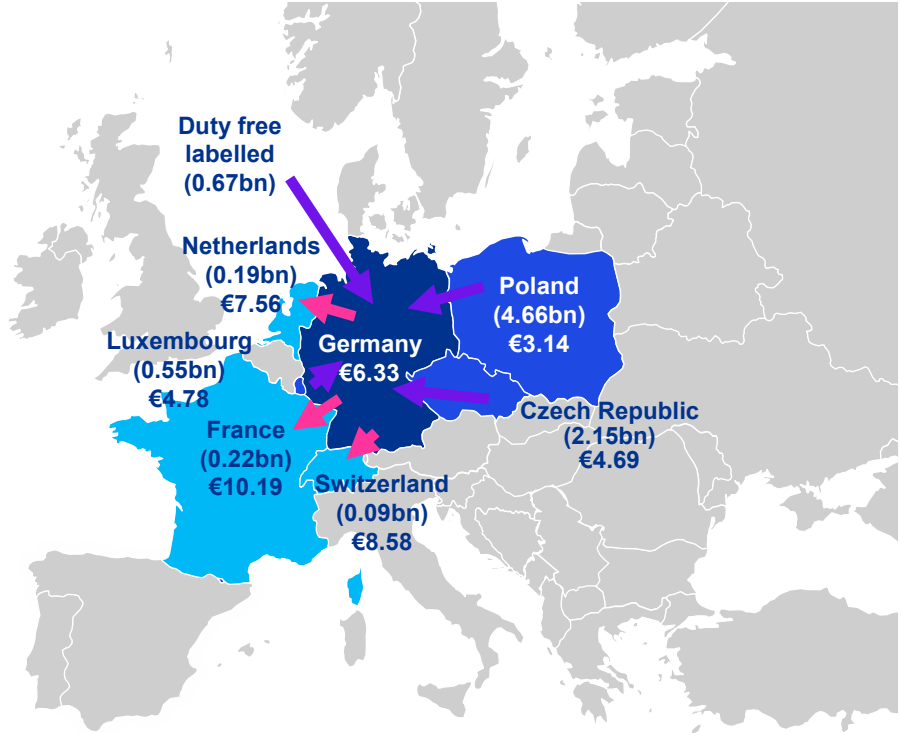 Duty free
labelled
(0.67bn)
Netherlands
(0.19bn)
€7.56
Luxembourg
(0.55bn)
€4.78
France
(0.22bn)
€10.19
Switzerland
(0.09bn)
€8.58
Germany
€6.33
Poland
(4.66bn)
€3.14
Czech Republic
(2.15bn)
€4.69